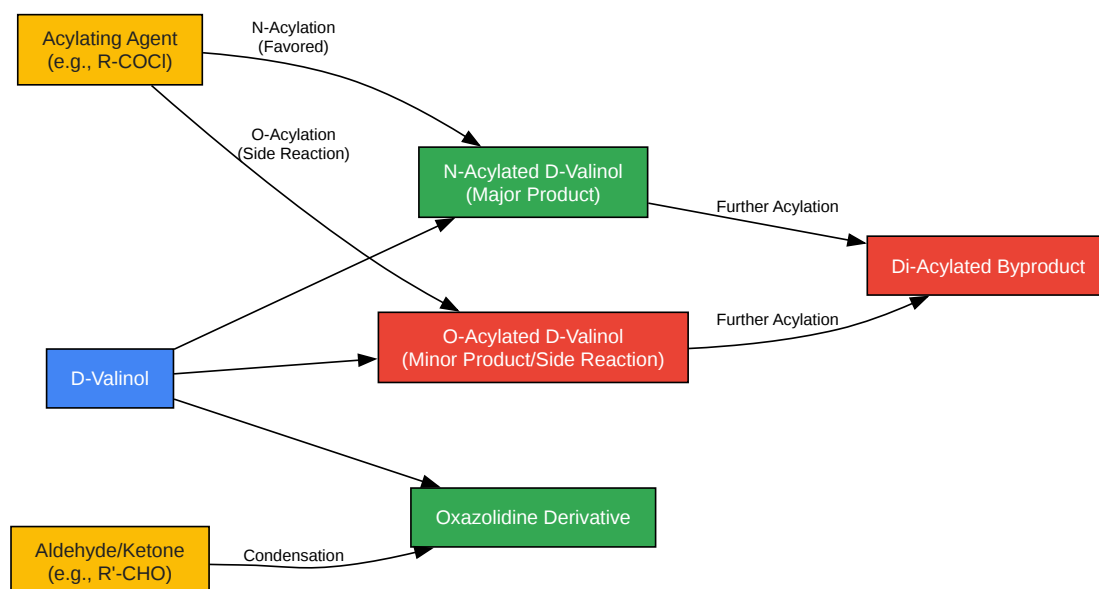 Acylating Agent
(e.g., R-COCl)
N-Acylation
(Favored)
O-Acylation
(Side Reaction)
N-Acylated D-Valinol
(Major Product)
Further Acylation
Di-Acylated Byproduct
O-Acylated D-Valinol
(Minor Product/Side Reaction)
Further Acylation
D-Valinol
Oxazolidine Derivative
Aldehyde/Ketone
(e.g., R'-CHO)
Condensation